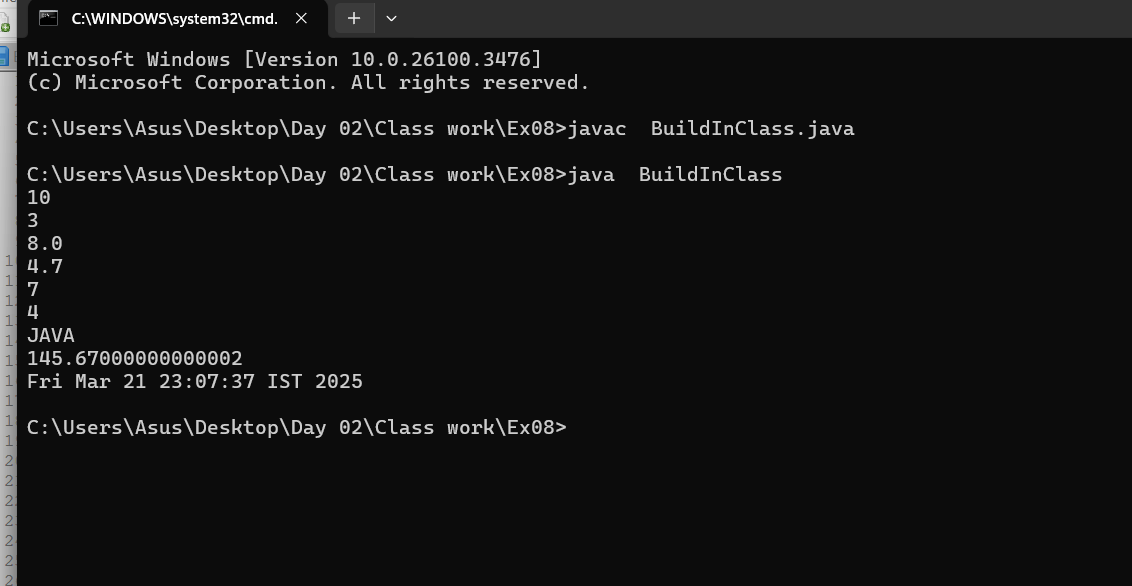 C:\WINDOWS\system32\cmd.
Microsoft Windows [Version 10.0.26100.3476]
(c) Microsoft Corporation. All rights reserved.
C:\Users\Asus\Desktop\Day 02\Class work\Ex08>javac  BuildInClass.java
C:\Users\Asus\Desktop\Day 02\Class work\Ex08>java  BuildInClass
10
3
8.0
4.7
7
4
JAVA
145.67000000000002
Fri Mar 21 23:07:37 IST 2025
C:\Users\Asus\Desktop\Day 02\Class work\Ex08>